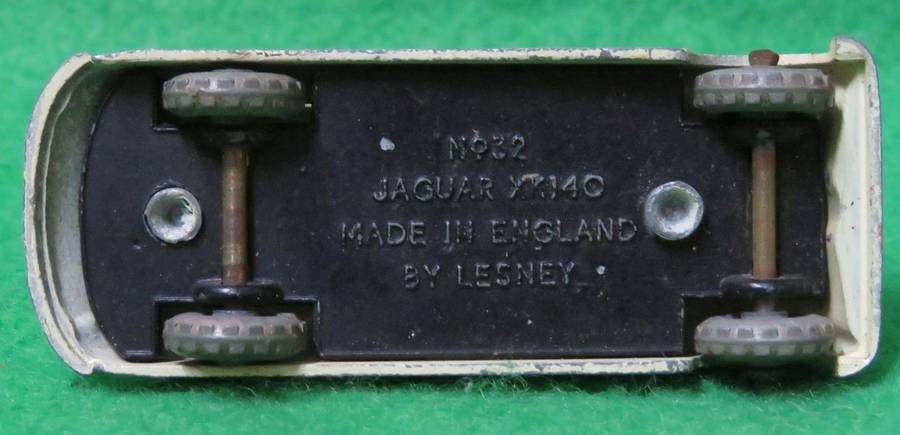 Nº32
JAGUAR XK140
MADE IN ENGLAND
BY LESNEY